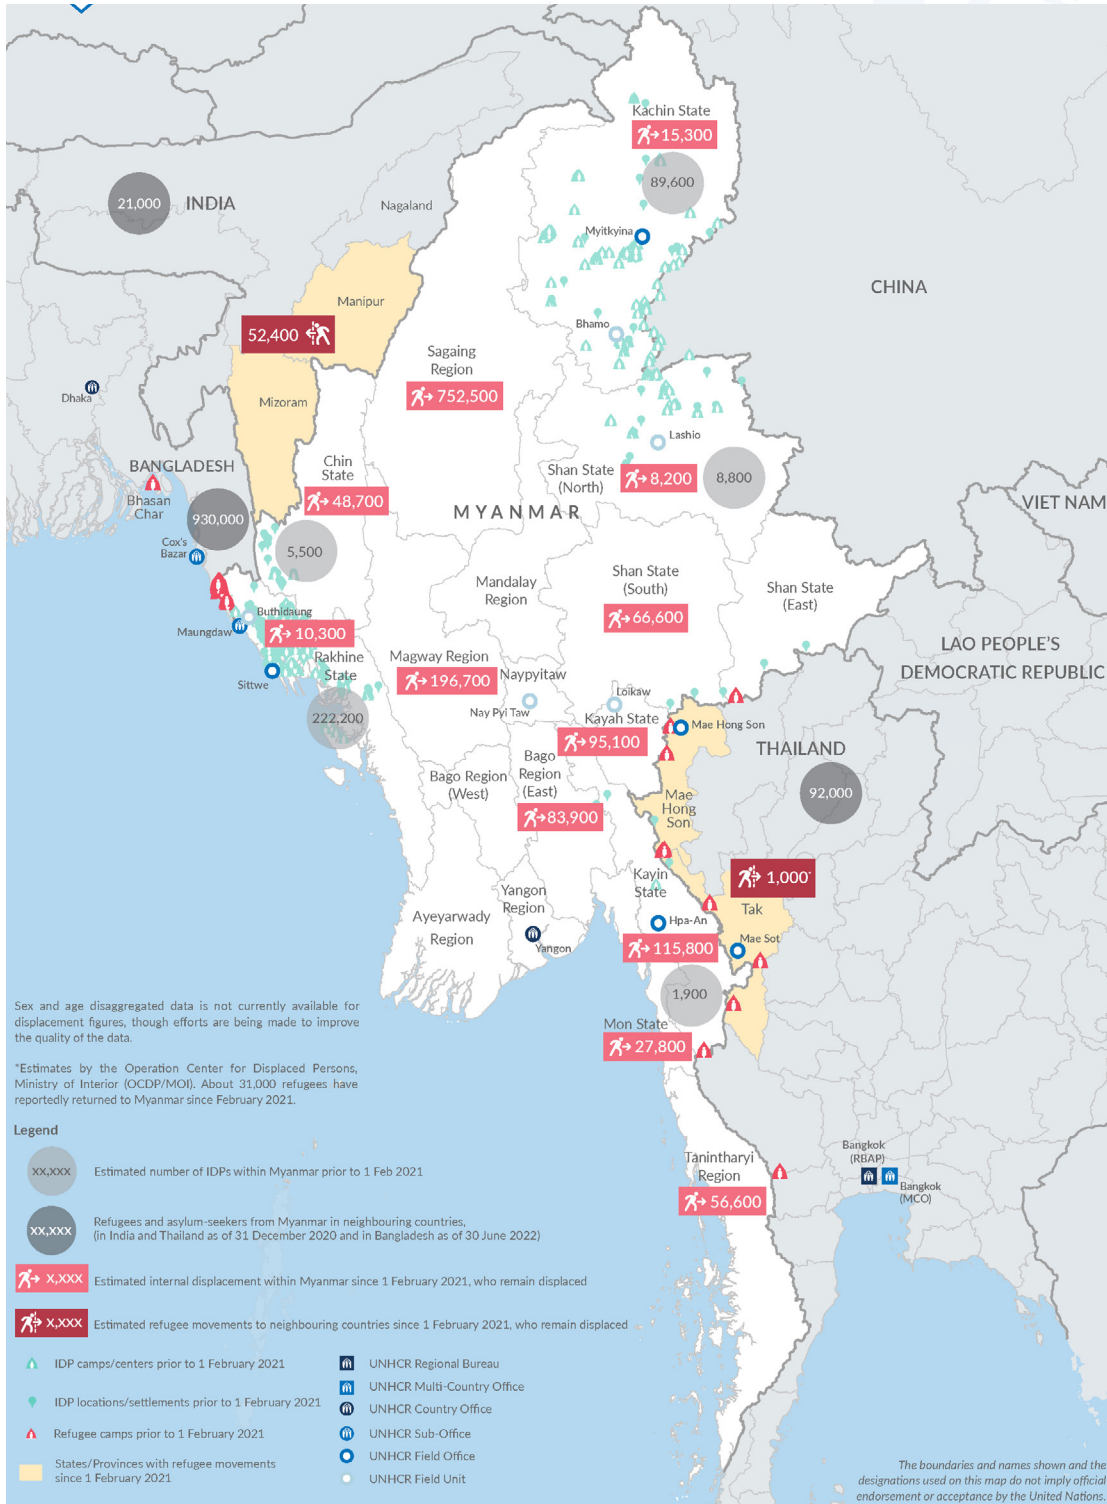 Kachin State
15,300
89,600
21,000
INDIA
Nagaland
Myitkyina
CHINA
Manipur
52,400
Bhamo
Sagaing
Region
752,500
Dhaka
Mizoram
Lashio
BANGLADESH
Bhasan
Char
Chin
State
48,700
Shan State
(North)
8,200
8,800
VIET NAM
MYANMAR
930,000
Cox's
Bazar
5,500
Mandalay
Region
Shan State
(South)
66,600
Shan State
(East)
Buthidaung
Maungdaw
10,300
Rakhine
State
Sittwe
222,200
Magway Region
196,700
Naypyitaw
Nay Pyi Taw
Loikaw
Kayah State
95,100
LAO PEOPLE'S
DEMOCRATIC REPUBLIC
Mae Hong Son
THAILAND
92,000
Bago Region
(West)
Bago
Region
(East)
83,900
Mae
Hong
Son
Kayin
State
1,000*
Tak
Yangon
Region
Ayeyarwady
Region
Yangon
Hpa-An
115,800
Mae Sot
1,900
Mon State
27,800
Tanintharyi
Region
56,600
Bangkok
(RBAP)
Bangkok
(MCO)
Sex and age disaggregated data is not currently available for
displacement figures, though efforts are being made to improve
the quality of the data.
*Estimates by the Operation Center for Displaced Persons,
Ministry of Interior (OCDP/MOI). About 31,000 refugees have
reportedly returned to Myanmar since February 2021.
Legend
xx,xxx
Estimated number of IDPs within Myanmar prior to 1 Feb 2021
xx,xxx
Refugees and asylum-seekers from Myanmar in neighbouring countries,
(in India and Thailand as of 31 December 2020 and in Bangladesh as of 30 June 2022)
x,xxx
Estimated internal displacement within Myanmar since 1 February 2021, who remain displaced
x,xxx
Estimated refugee movements to neighbouring countries since 1 February 2021, who remain displaced
IDP camps/centers prior to 1 February 2021
IDP locations/settlements prior to 1 February 2021
Refugee camps prior to 1 February 2021
States/Provinces with refugee movements
since 1 February 2021
UNHCR Regional Bureau
UNHCR Multi-Country Office
UNHCR Country Office
UNHCR Sub-Office
UNHCR Field Office
UNHCR Field Unit
The boundaries and names shown and the
designations used on this map do not imply official
endorsement or acceptance by the United Nations.